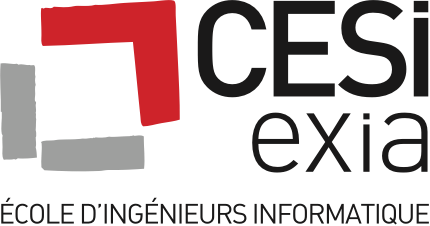 CESi
exia
ÉCOLE D'INGÉNIEURS INFORMATIQUE